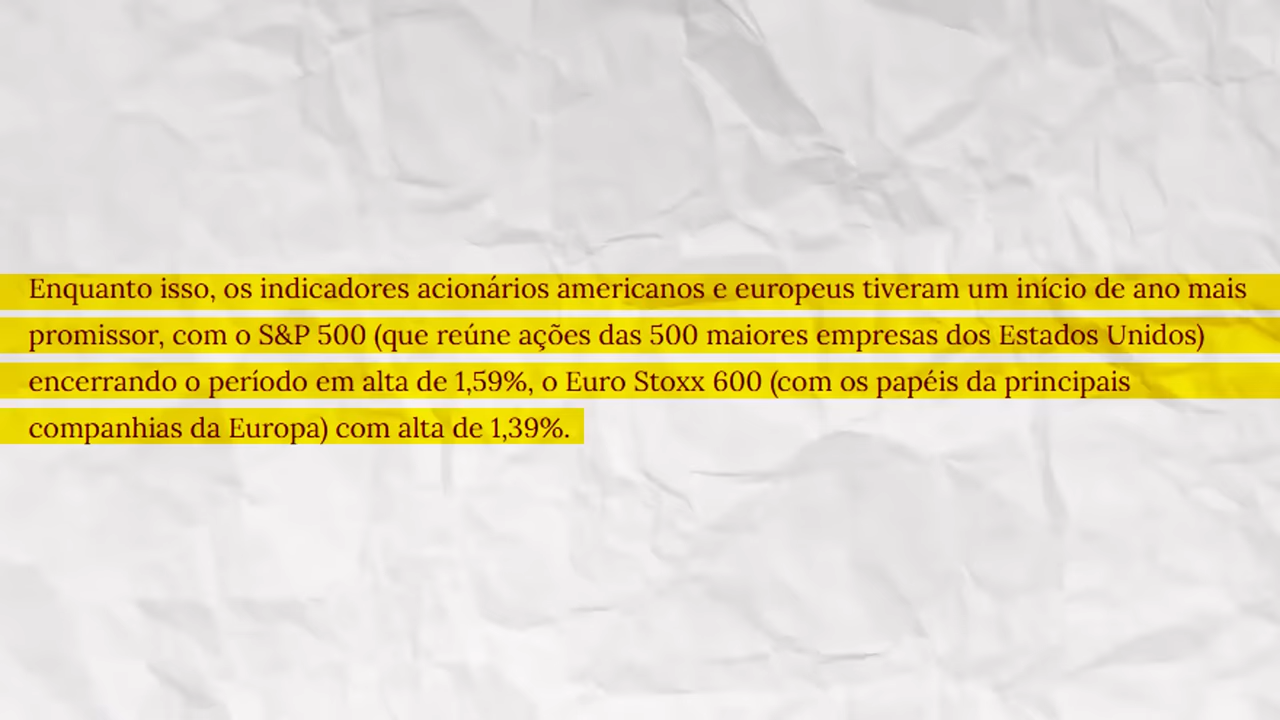 Enquanto isso, os indicadores acionários americanos e europeus tiveram um início de ano mais
promissor, com o S&P 500 (que reúne ações das 500 maiores empresas dos Estados Unidos)
encerrando o período em alta de 1,59%, o Euro Stoxx 600 (com os papéis da principais
companhias da Europa) com alta de 1,39%.